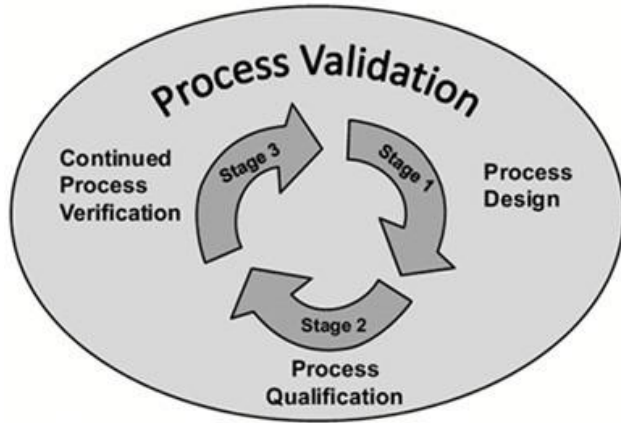 Process Validation
Stage 1
Process
Design
Stage 2
Process
Qualification
Stage 3
Continued
Process
Verification